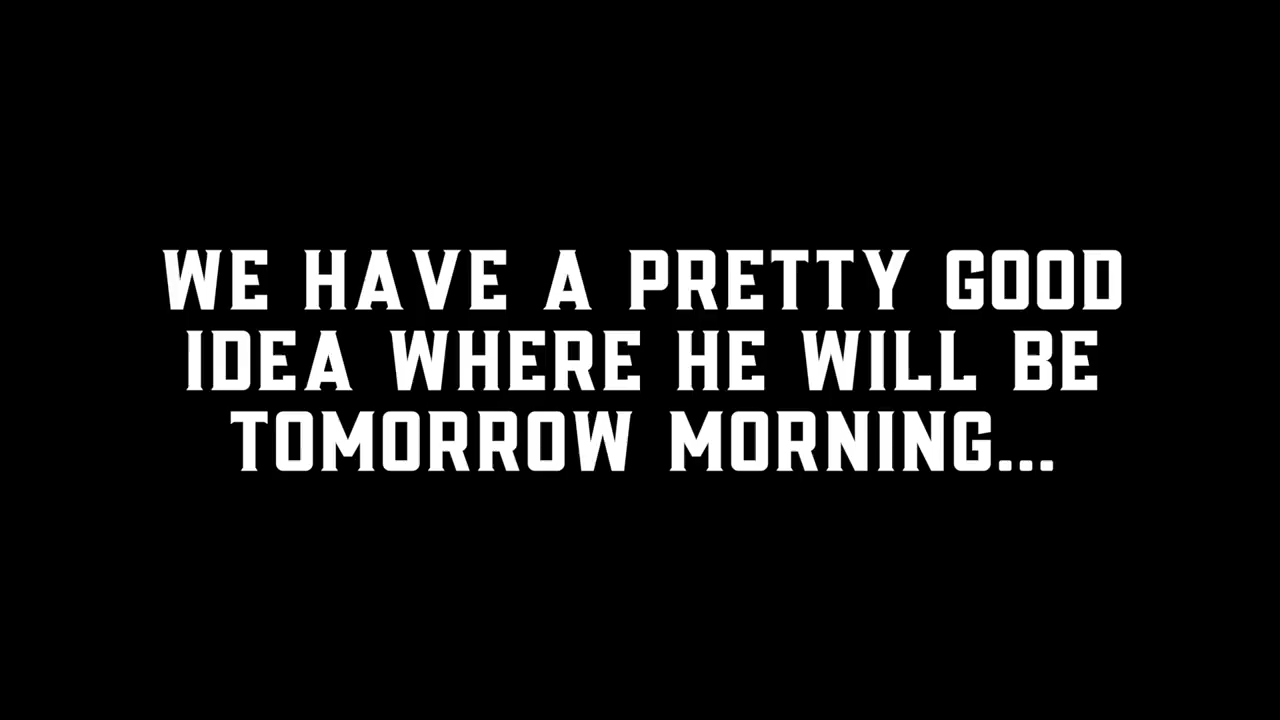 WE HAVE A PRETTY GOOD
IDEA WHERE HE WILL BE
TOMORROW MORNING...